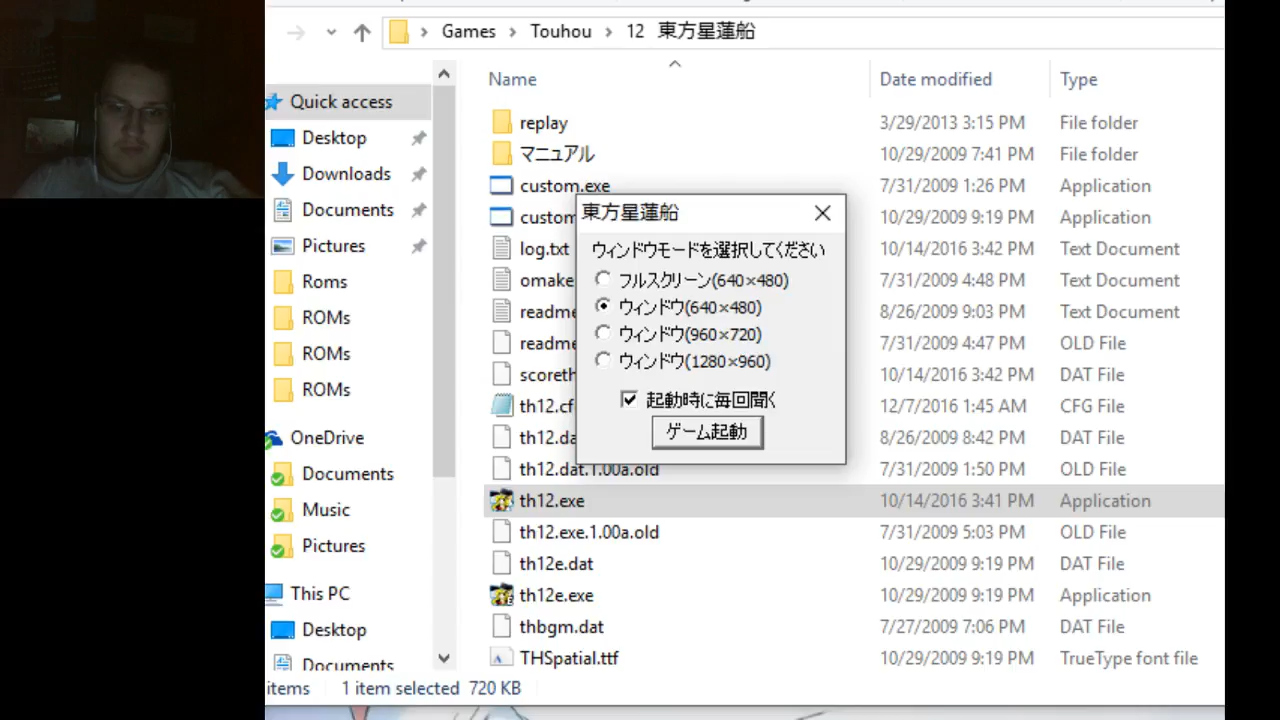 Games > Touhou > 12 東方星蓮船
Name Date modified Type
Quick access
Desktop
Downloads
Documents
Pictures
Roms
ROMs
ROMs
ROMs
OneDrive
Documents
Music
Pictures
This PC
Desktop
Documents
replay 3/29/2013 3:15 PM File folder
マニュアル 10/29/2009 7:41 PM File folder
custom.exe 7/31/2009 1:26 PM Application
custom 10/29/2009 9:19 PM Application
log.txt 10/14/2016 3:42 PM Text Document
omake 7/31/2009 4:48 PM Text Document
readme 8/26/2009 9:03 PM Text Document
readme 7/31/2009 4:47 PM OLD File
scoreth 10/14/2016 3:42 PM DAT File
th12.cf 12/7/2016 1:45 AM CFG File
th12.da 8/26/2009 8:42 PM DAT File
th12.dat.1.00a.old 7/31/2009 1:50 PM OLD File
th12.exe 10/14/2016 3:41 PM Application
th12.exe.1.00a.old 7/31/2009 5:03 PM OLD File
th12e.dat 10/29/2009 9:19 PM DAT File
th12e.exe 10/29/2009 9:19 PM Application
thbgm.dat 7/27/2009 7:06 PM DAT File
THSpatial.ttf 10/29/2009 9:19 PM TrueType font file
東方星蓮船
ウィンドウモードを選択してください
フルスクリーン(640×480)
ウィンドウ(640×480)
ウィンドウ(960×720)
ウィンドウ(1280×960)
起動時に毎回聞く
ゲーム起動
items 1 item selected 720 KB